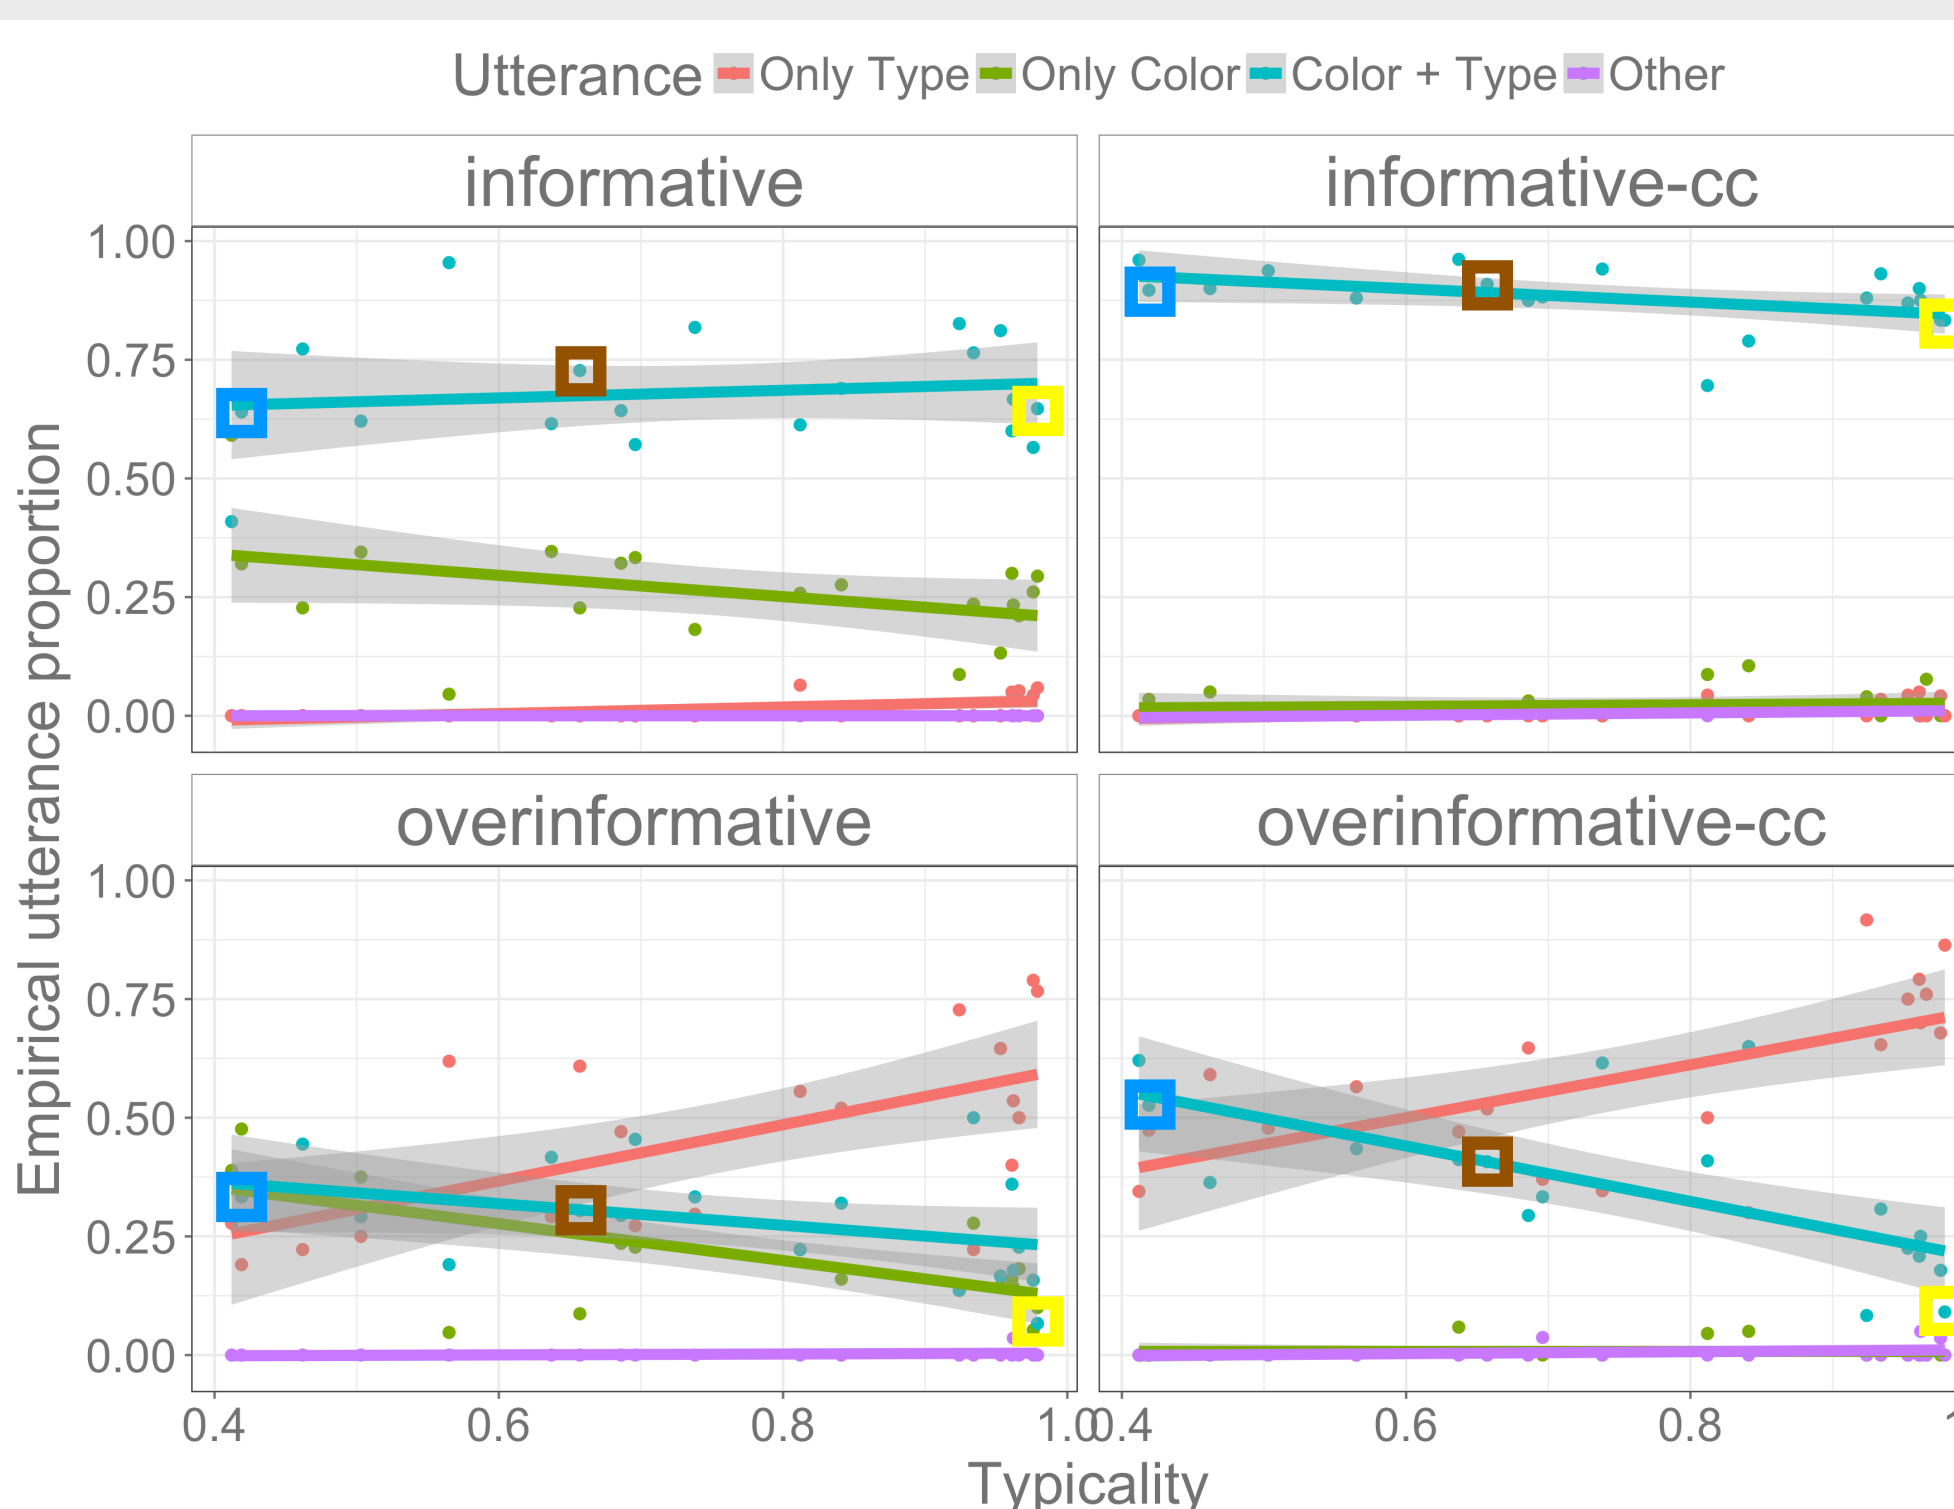 Utterance Only Type Only Color Color + Type Other
informative
informative-cc
1.00
0.75
0.50
0.25
0.00
overinformative
overinformative-cc
1.00
0.75
0.50
0.25
0.00
0.4 0.6 0.8 1.0 0.4 0.6 0.8
Typicality
Empirical utterance proportion